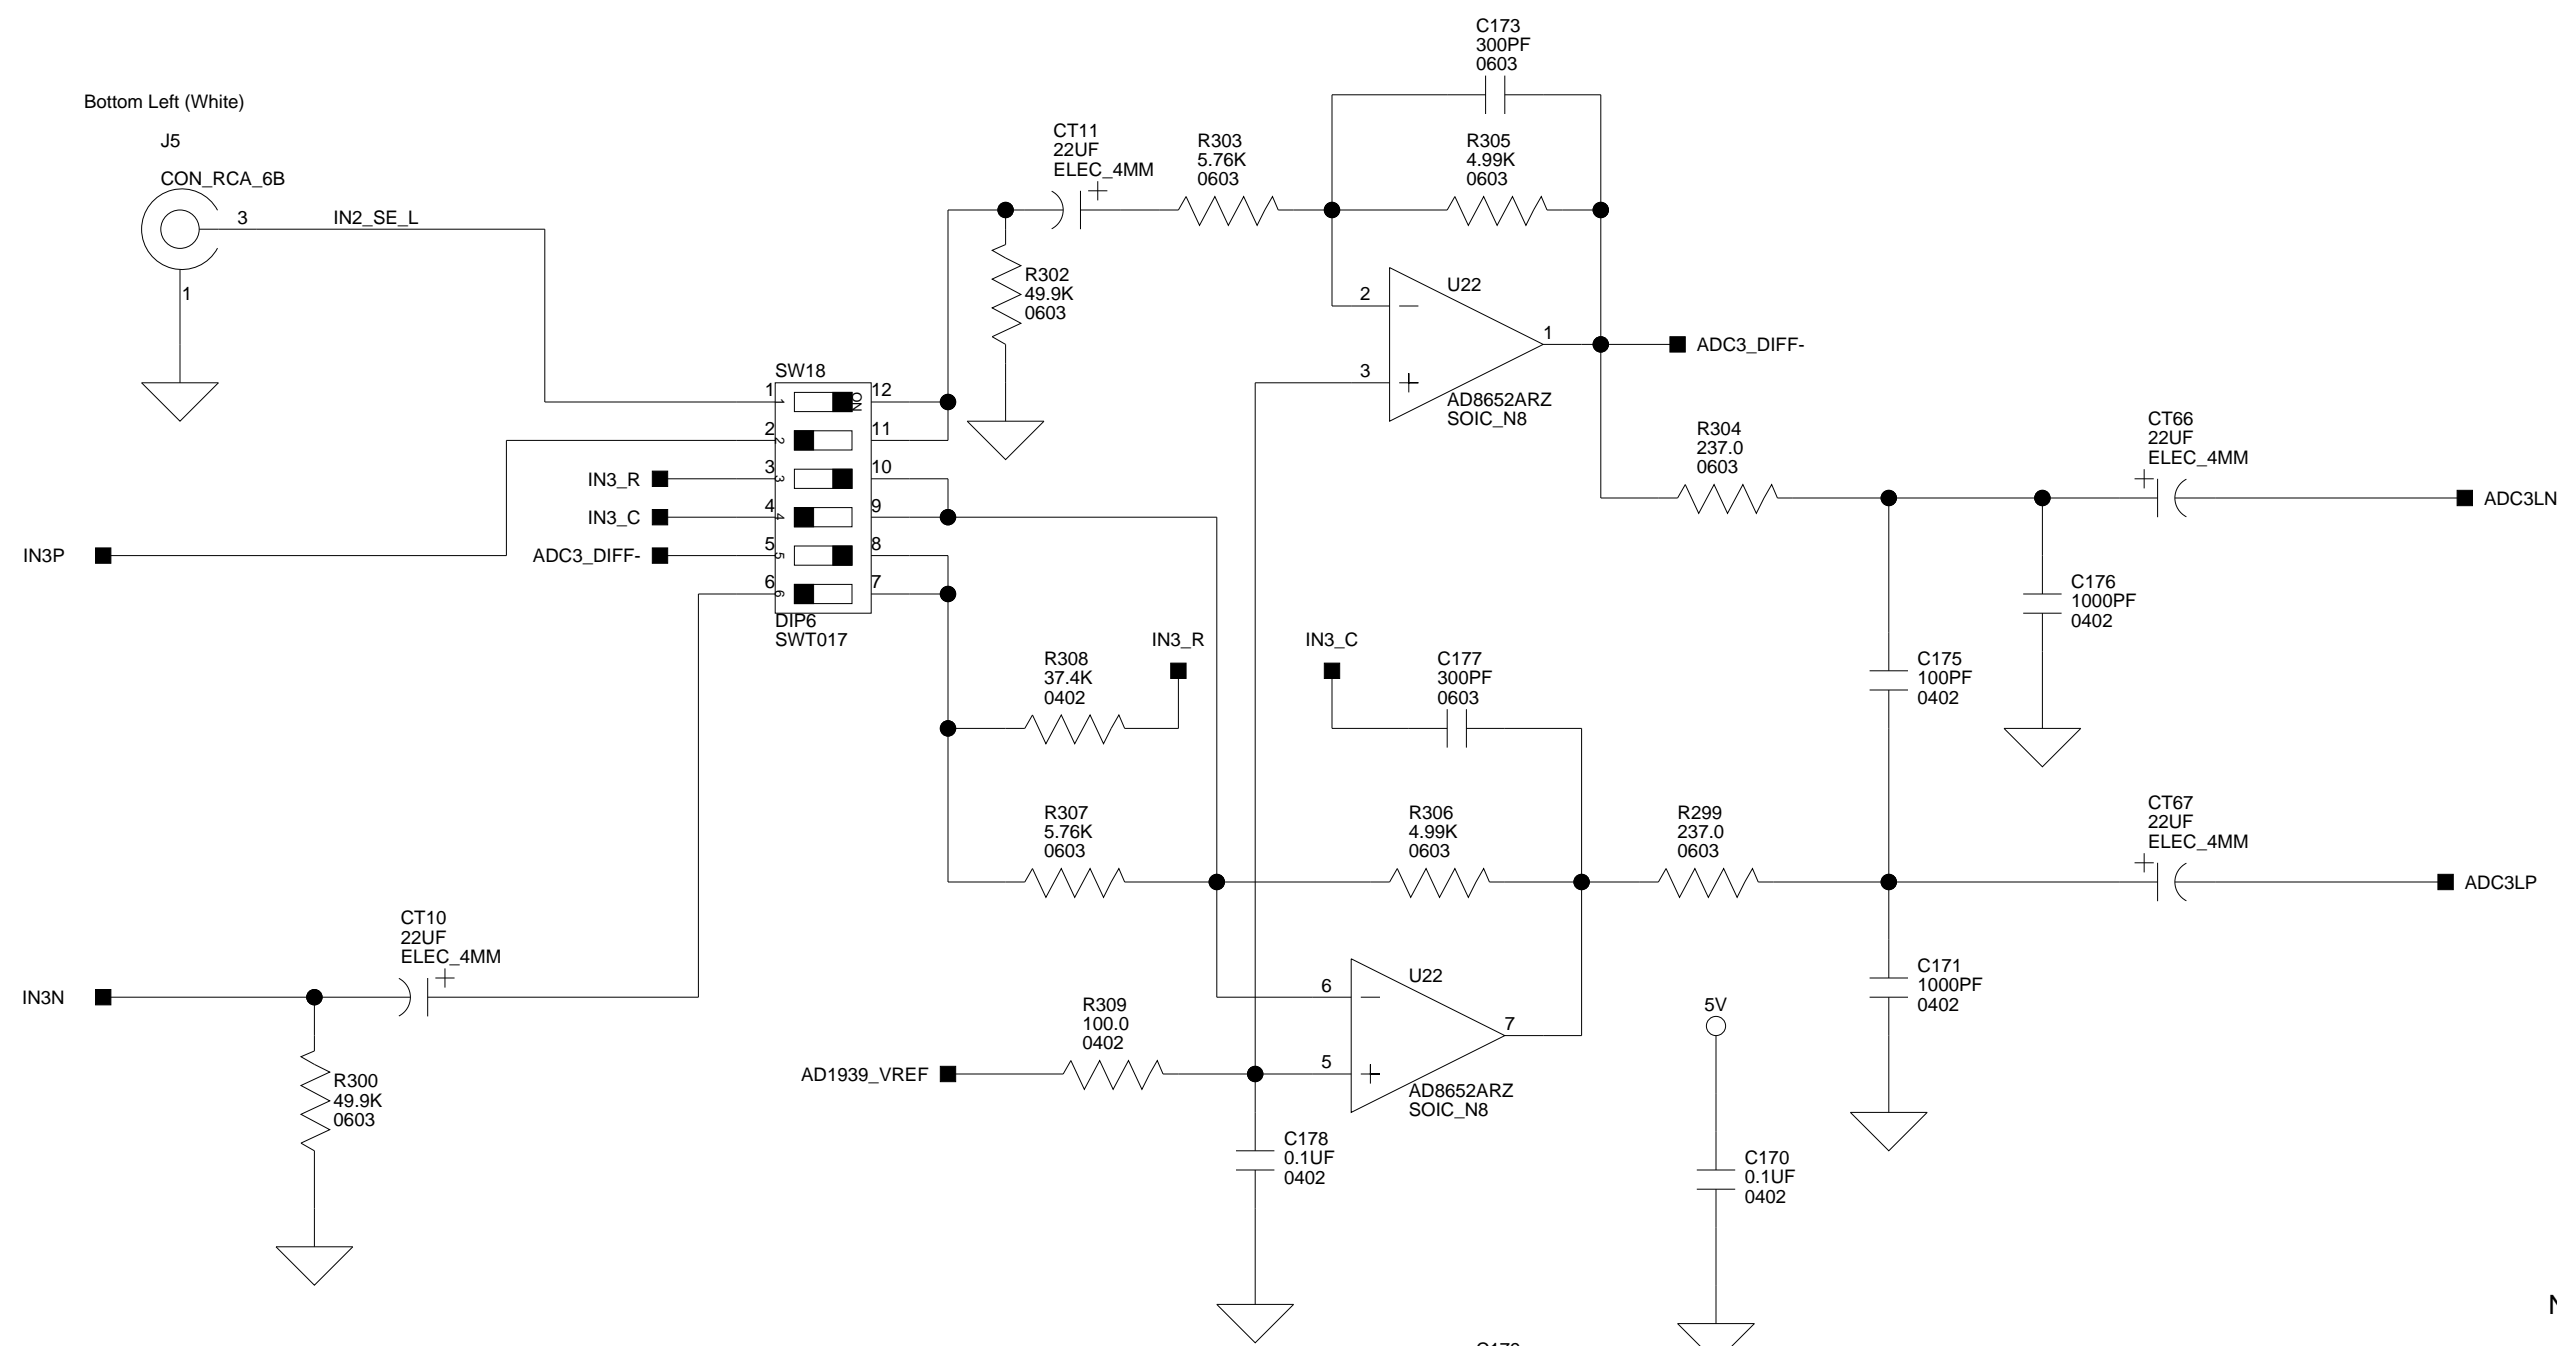 Bottom Left (White)
J5
CON_RCA_6B
3
IN2_SE_L
1
C173
300PF
0603
CT11
22UF
ELEC_4MM
+
R303
5.76K
0603
R305
4.99K
0603
R302
49.9K
0603
U22
2
3
1
ADC3_DIFF-
AD8652ARZ
SOIC_N8
SW18
1 1 ON 12
2 2 11
IN3_R 3 3 10
IN3_C 4 4 9
ADC3_DIFF- 5 5 8
6 6 7
DIP6
SWT017
IN3P
R304
237.0
0603
CT66
22UF
ELEC_4MM
+
ADC3LN
C176
1000PF
0402
C175
100PF
0402
R308
37.4K
0402
IN3_R
IN3_C
C177
300PF
0603
R307
5.76K
0603
R306
4.99K
0603
R299
237.0
0603
CT67
22UF
ELEC_4MM
+
ADC3LP
CT10
22UF
ELEC_4MM
+
IN3N
R300
49.9K
0603
U22
6
5
7
AD8652ARZ
SOIC_N8
R309
100.0
0402
AD1939_VREF
C178
0.1UF
0402
5V
C170
0.1UF
0402
C171
1000PF
0402